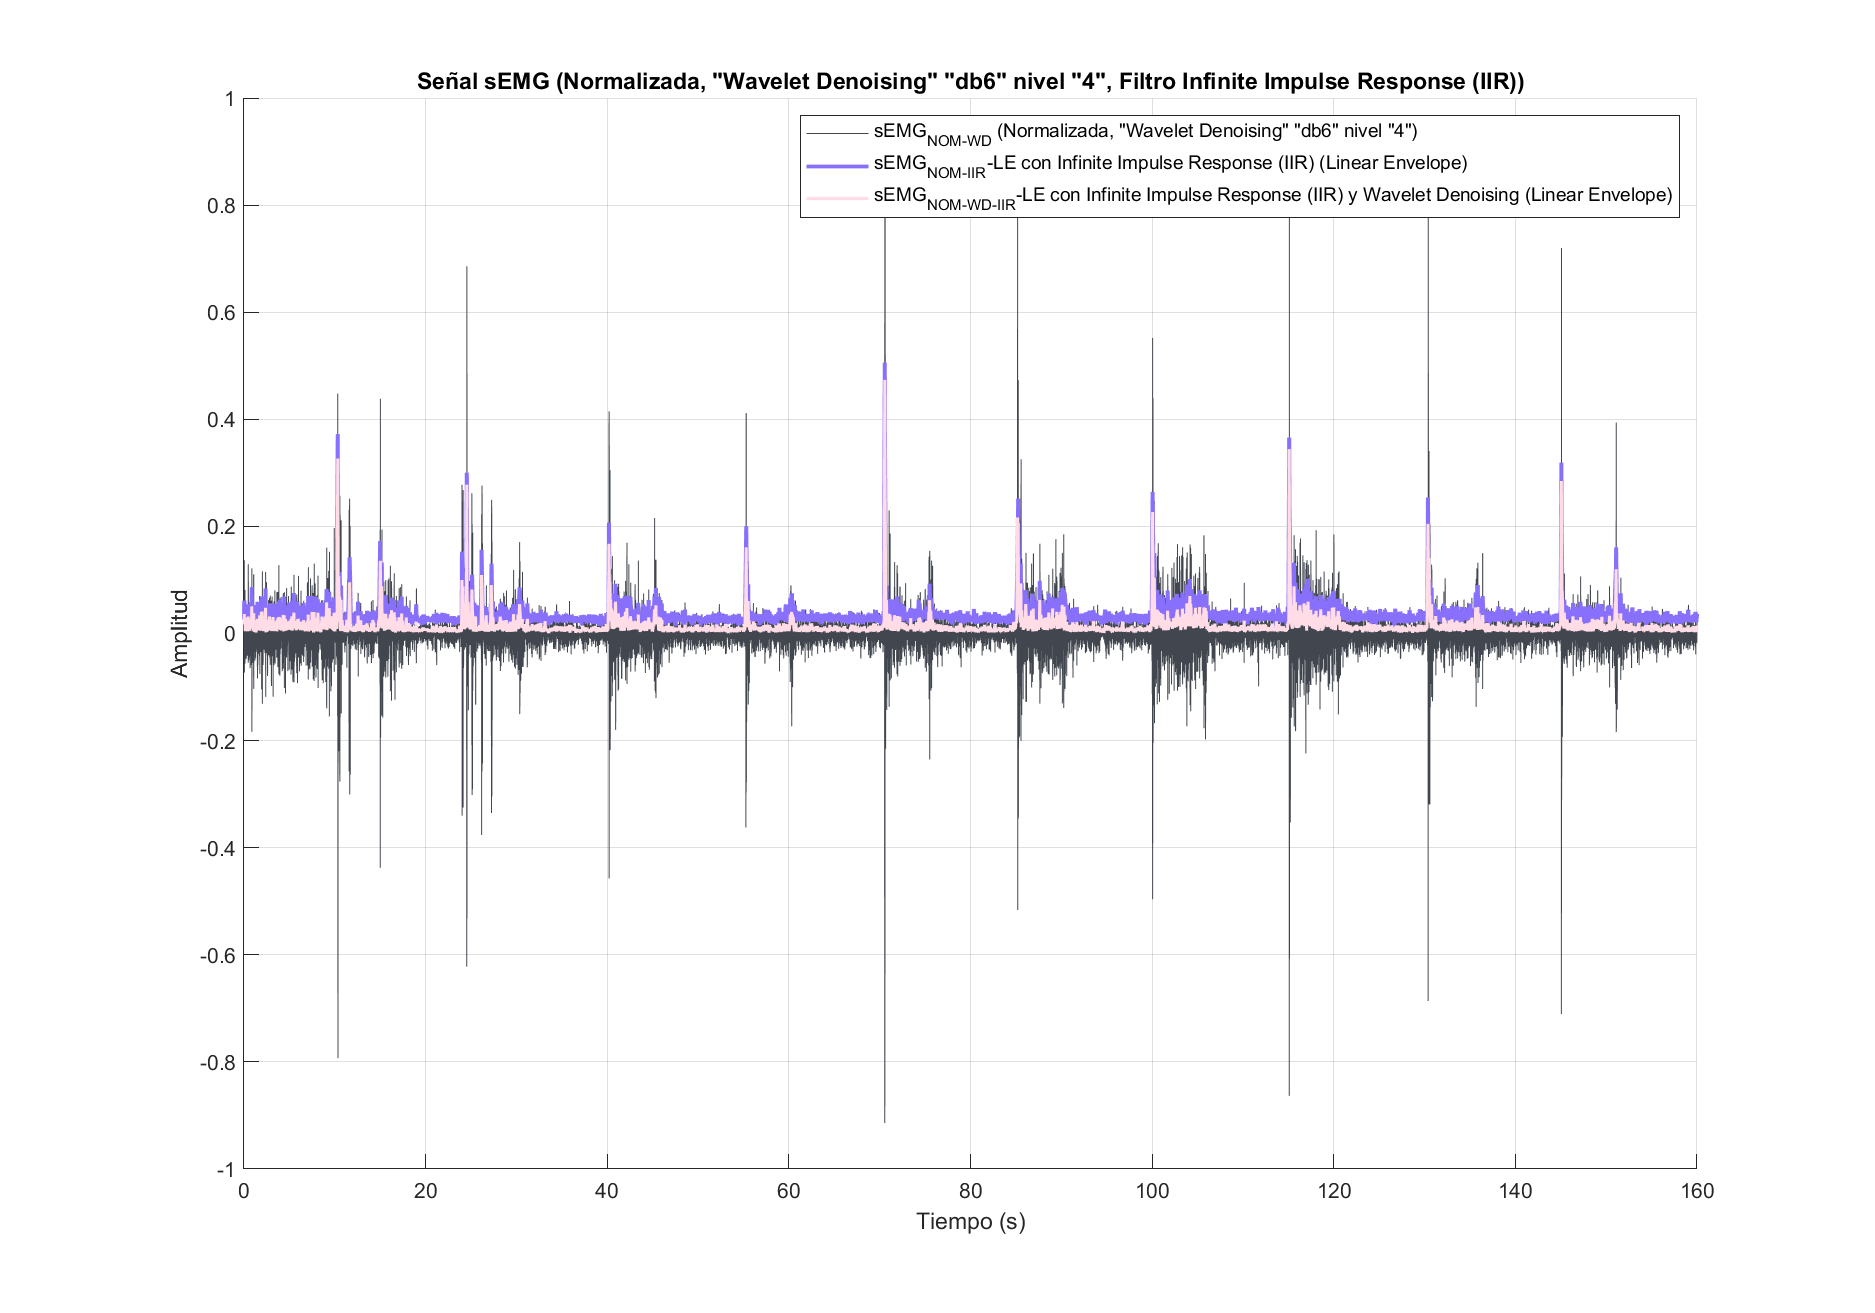 Señal sEMG (Normalizada, "Wavelet Denoising" "db6" nivel "4", Filtro Infinite Impulse Response (IIR))
sEMG_NOM-WD (Normalizada, "Wavelet Denoising" "db6" nivel "4")
sEMG_NOM-IIR-LE con Infinite Impulse Response (IIR) (Linear Envelope)
sEMG_NOM-WD-IIR-LE con Infinite Impulse Response (IIR) y Wavelet Denoising (Linear Envelope)
Amplitud
1
0.8
0.6
0.4
0.2
0
-0.2
-0.4
-0.6
-0.8
-1
0 20 40 60 80 100 120 140 160
Tiempo (s)